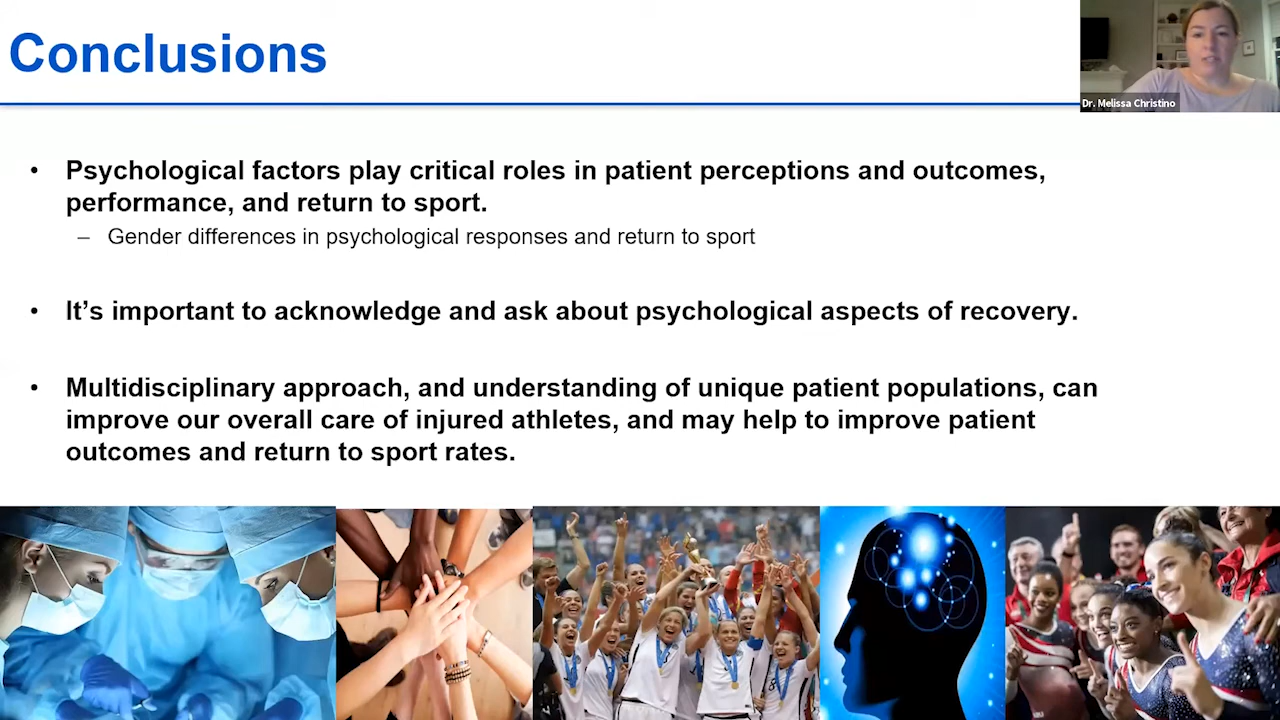 Conclusions
Dr. Melissa Christino
• Psychological factors play critical roles in patient perceptions and outcomes,
performance, and return to sport.
– Gender differences in psychological responses and return to sport
• It’s important to acknowledge and ask about psychological aspects of recovery.
• Multidisciplinary approach, and understanding of unique patient populations, can
improve our overall care of injured athletes, and may help to improve patient
outcomes and return to sport rates.